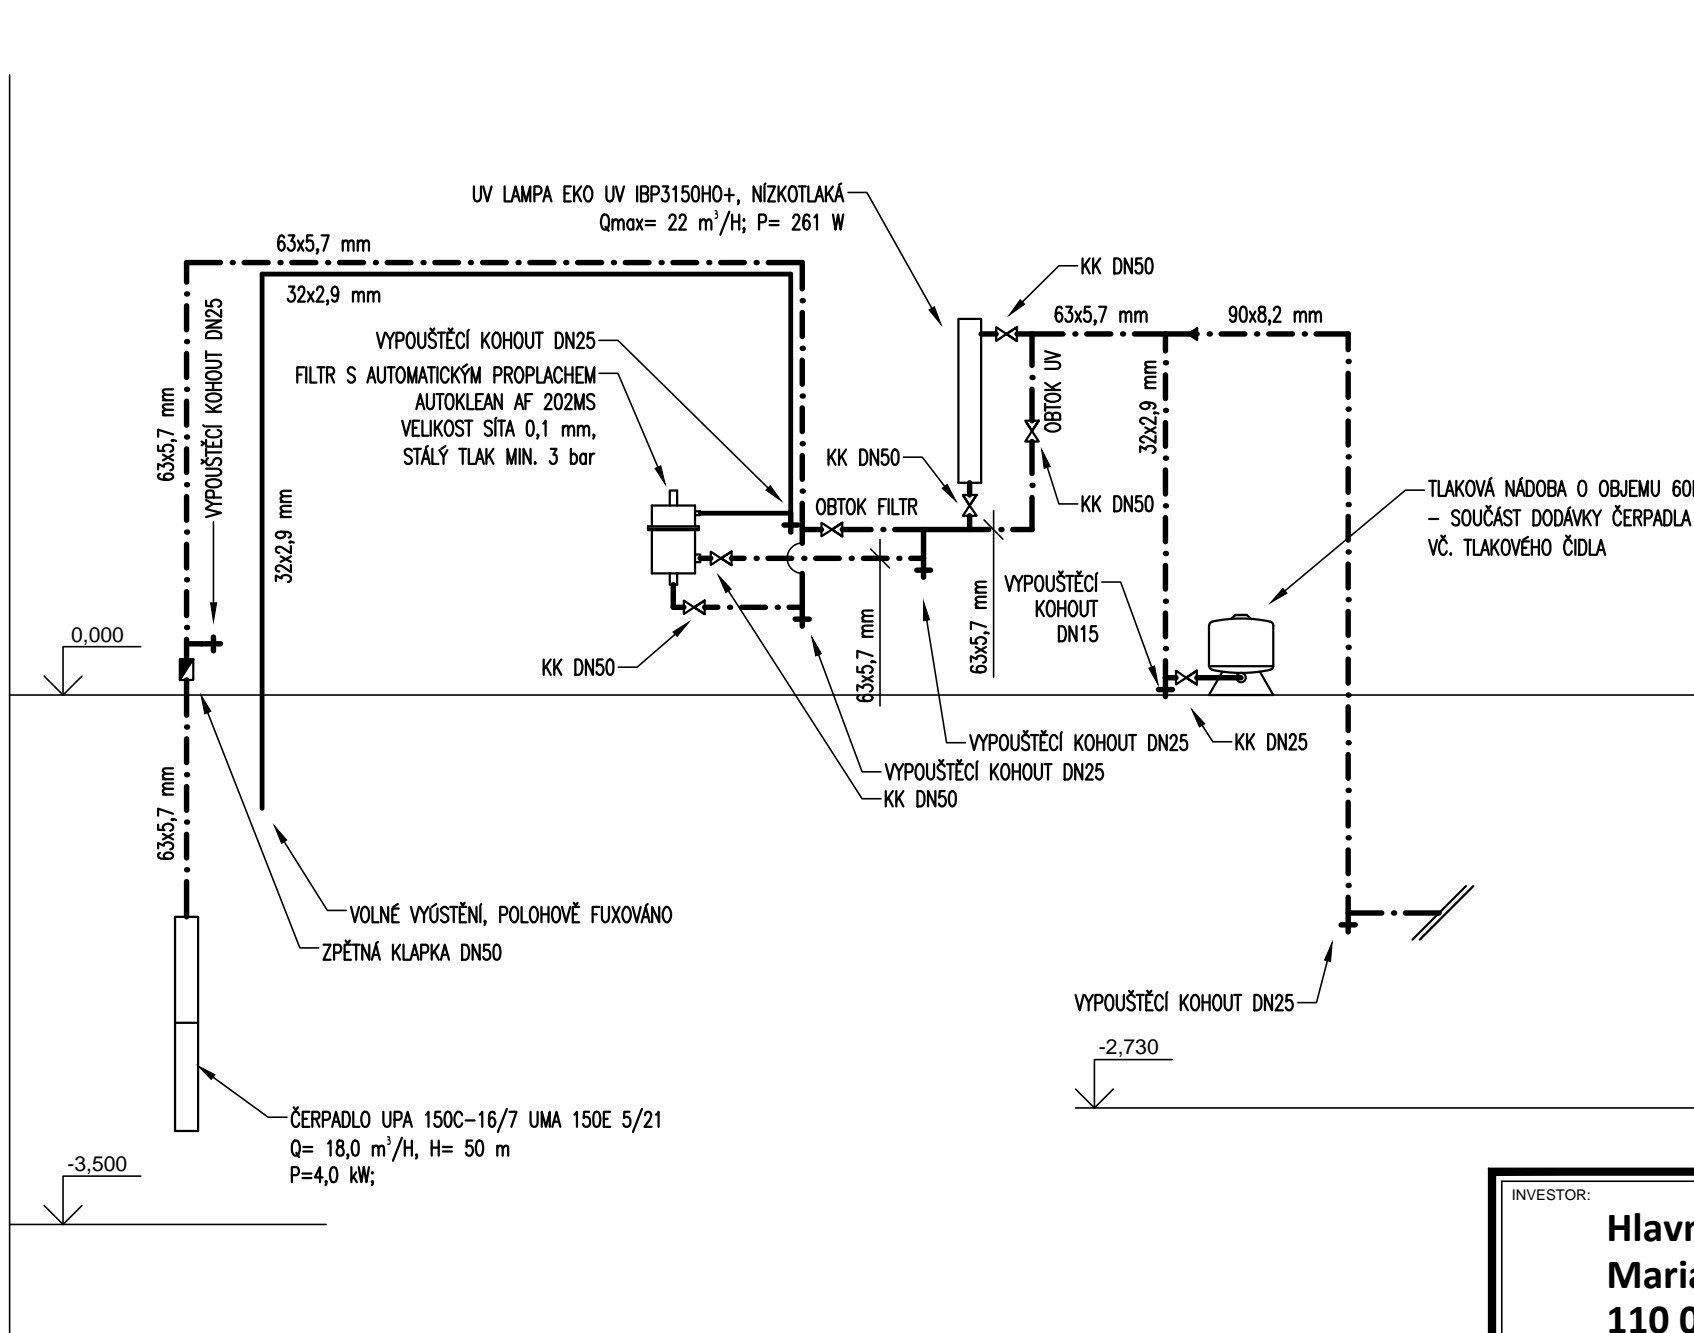 UV LAMPA EKO UV IBP3150HO+, NÍZKOTLAKÁ
Qmax= 22 m³/H; P= 261 W
63x5,7 mm
32x2,9 mm
KK DN50
63x5,7 mm
90x8,2 mm
VYPOUŠTĚCÍ KOHOUT DN25
63x5,7 mm
32x2,9 mm
VYPOUŠTĚCÍ KOHOUT DN25
FILTR S AUTOMATICKÝM PROPLACHEM
AUTOKLEAN AF 202MS
VELIKOST SÍTA 0,1 mm,
STÁLÝ TLAK MIN. 3 bar
OBTOK UV
32x2,9 mm
KK DN50
OBTOK FILTR
KK DN50
TLAKOVÁ NÁDOBA O OBJEMU
– SOUČÁST DODÁVKY ČERPADLA
VČ. TLAKOVÉHO ČIDLA
VYPOUŠTĚCÍ
KOHOUT
DN15
63x5,7 mm
63x5,7 mm
0,000
KK DN50
VYPOUŠTĚCÍ KOHOUT DN25
KK DN25
VYPOUŠTĚCÍ KOHOUT DN25
KK DN50
63x5,7 mm
VOLNÉ VYÚSTĚNÍ, POLOHOVĚ FUXOVÁNO
ZPĚTNÁ KLAPKA DN50
VYPOUŠTĚCÍ KOHOUT DN25
-2,730
ČERPADLO UPA 150C–16/7 UMA 150E 5/21
Q= 18,0 m³/H, H= 50 m
P=4,0 kW;
-3,500
INVESTOR:
110